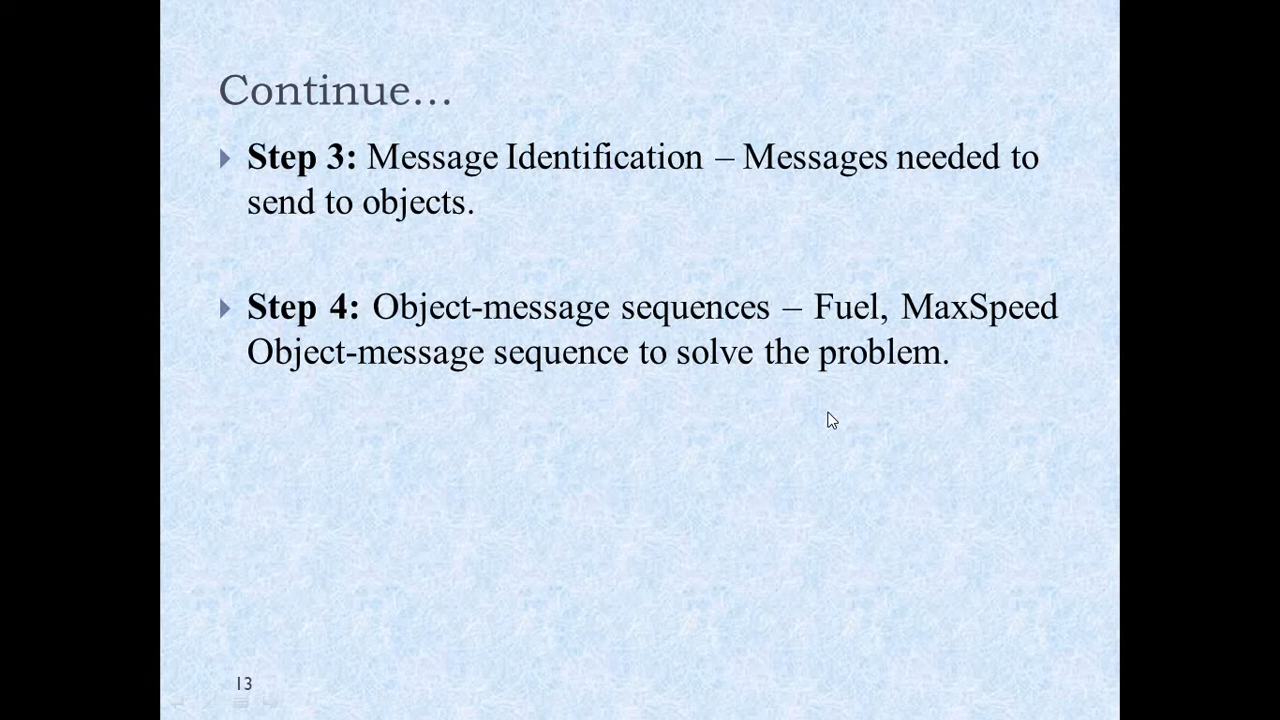 Continue…
Step 3: Message Identification – Messages needed to
send to objects.
Step 4: Object-message sequences – Fuel, MaxSpeed
Object-message sequence to solve the problem.
13